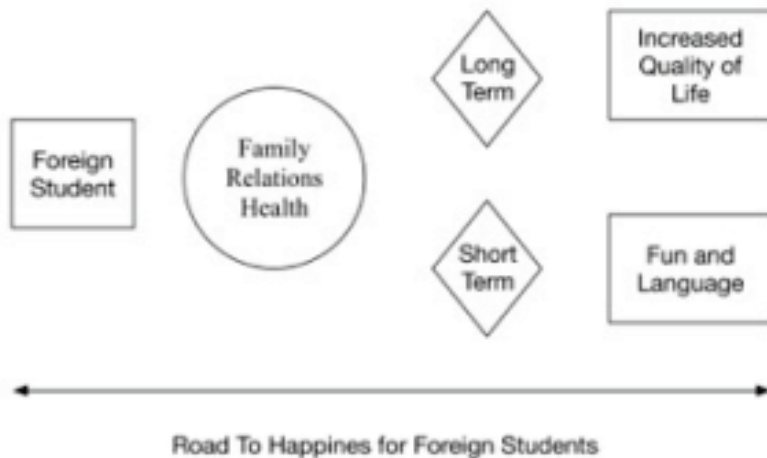 Foreign
Student
Family
Relations
Health
Long
Term
Increased
Quality of
Life
Short
Term
Fun and
Language
Road To Happines for Foreign Students